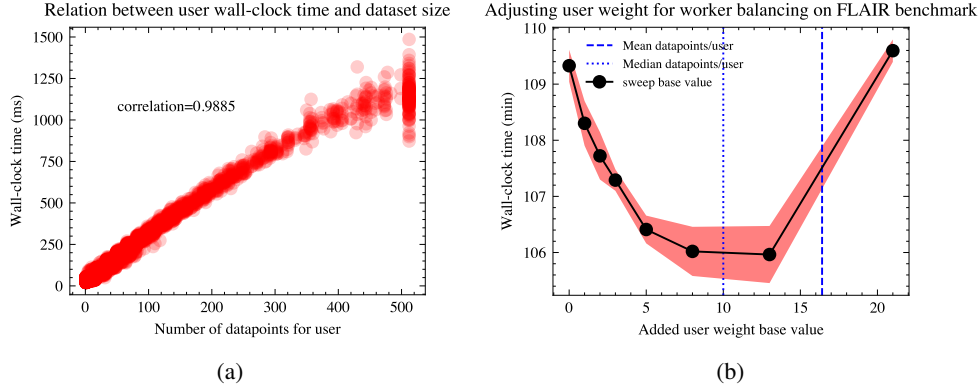 Relation between user wall-clock time and dataset size
1500
1250
1000
750
500
250
0
Wall-clock time (ms)
correlation=0.9885
0
100
200
300
400
500
Number of datapoints for user
(a)
Adjusting user weight for worker balancing on FLAIR benchmark
110
109
108
107
106
Wall-clock time (min)
Mean datapoints/user
Median datapoints/user
sweep base value
0
5
10
15
20
Added user weight base value
(b)